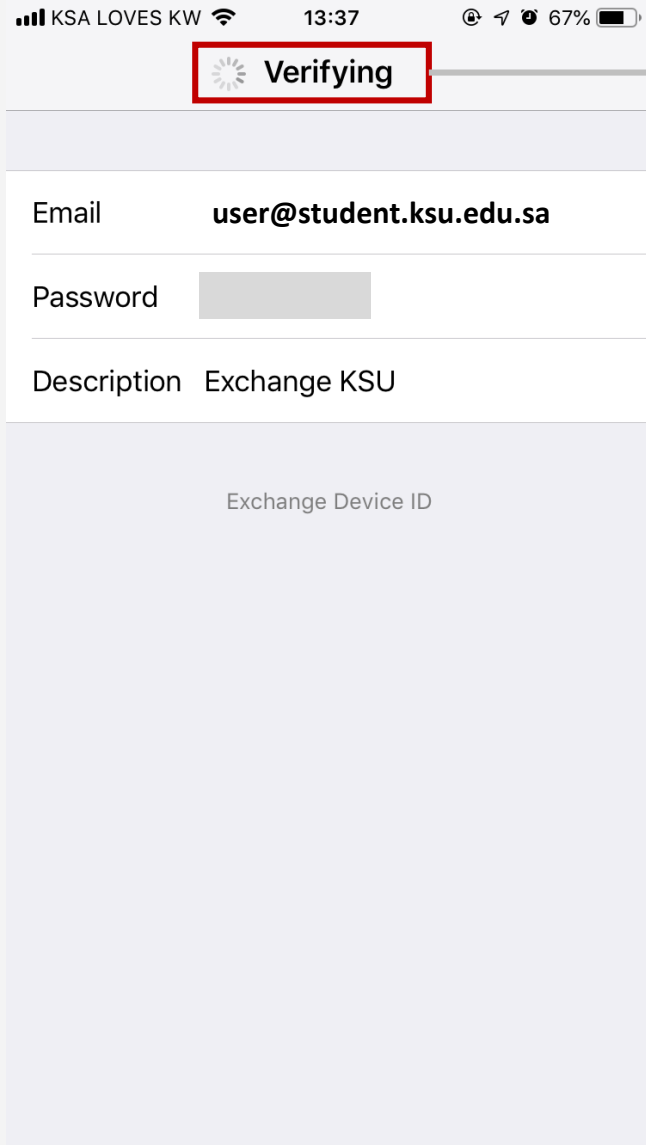 KSA LOVES KW 13:37 67%
Verifying
Email user@student.ksu.edu.sa
Password
Description Exchange KSU
Exchange Device ID